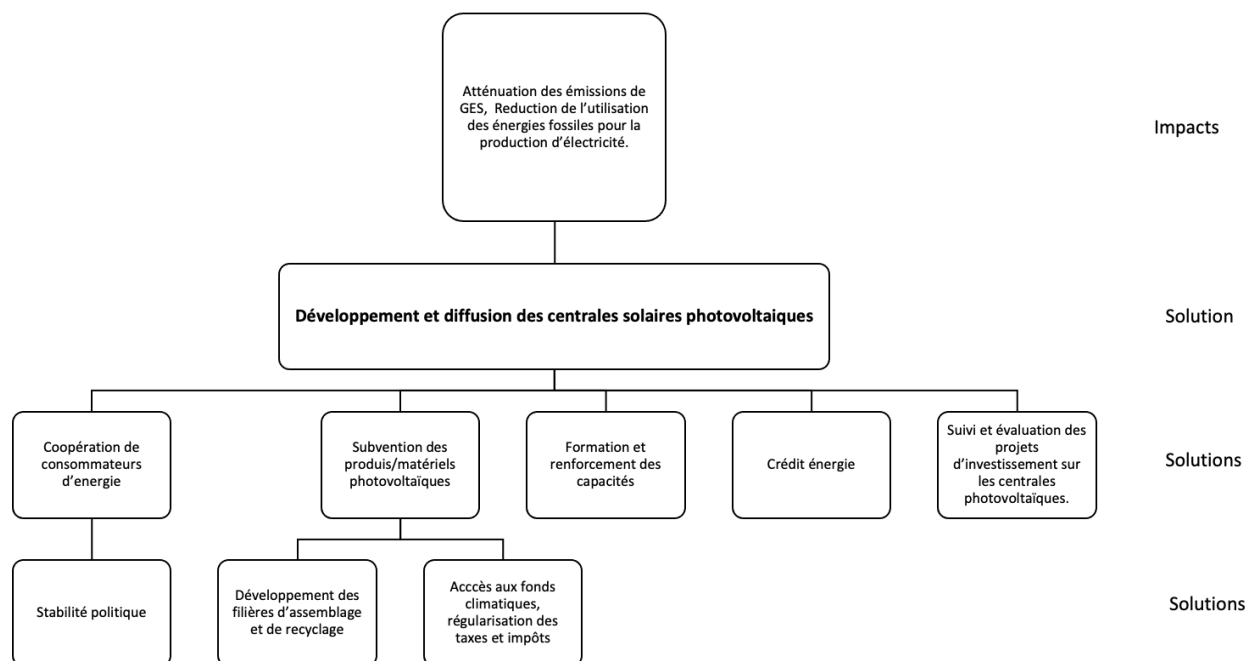 Atténuation des émissions de
GES, Reduction de l'utilisation
des énergies fossiles pour la
production d'électricité.
Impacts
Développement et diffusion des centrales solaires photovoltaiques
Solution
Coopération de
consommateurs
d'energie
Subvention des
produis/matériels
photovoltaïques
Formation et
renforcement des
capacités
Crédit énergie
Suivi et évaluation des
projets
d'investissement sur
les centrales
photovoltaïques.
Solutions
Stabilité politique
Développement des
filières d'assemblage
et de recyclage
Acccès aux fonds
climatiques,
régularisation des
taxes et impôts
Solutions